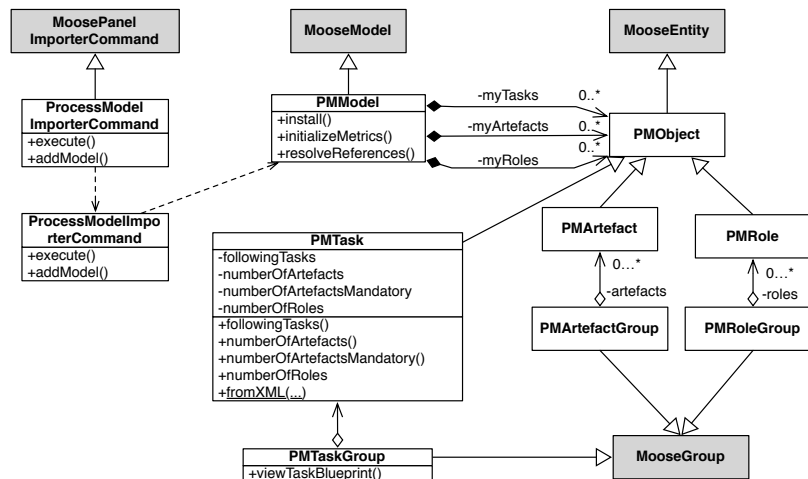 MoosePanel
ImporterCommand
MooseModel
MooseEntity
ProcessModel
ImporterCommand
+execute()
+addModel()
PMModel
+install()
+initializeMetrics()
+resolveReferences()
-myTasks
0..*
-myArtefacts
0..*
-myRoles
0..*
PMObject
ProcessModelImpo
rterCommand
+execute()
+addModel()
PMTask
-followingTasks
-numberOfArtefacts
-numberOfArtefactsMandatory
-numberOfRoles
+followingTasks()
+numberOfArtefacts()
+numberOfArtefactsMandatory()
+numberOfRoles
+fromXML(...)
PMArtefact
PMRole
0...*
-artefacts
0...*
-roles
PMArtefactGroup
PMRoleGroup
PMTaskGroup
+viewTaskBlueprint()
MooseGroup